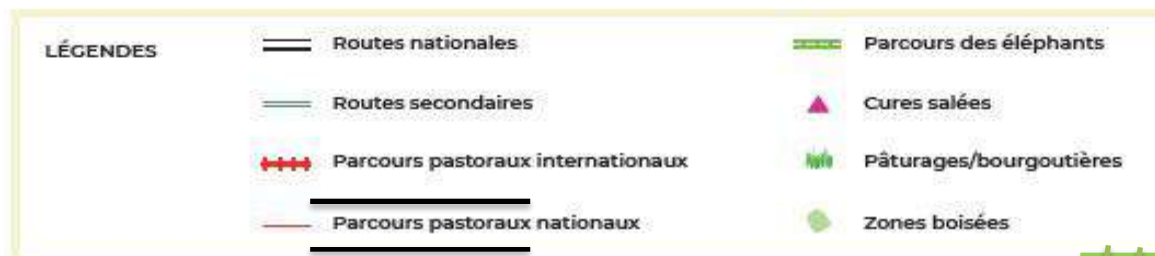 LÉGENDES
Routes nationales
Routes secondaires
Parcours pastoraux internationaux
Parcours pastoraux nationaux
Parcours des éléphants
Cures salées
Pâturages/bourgoutières
Zones boisées